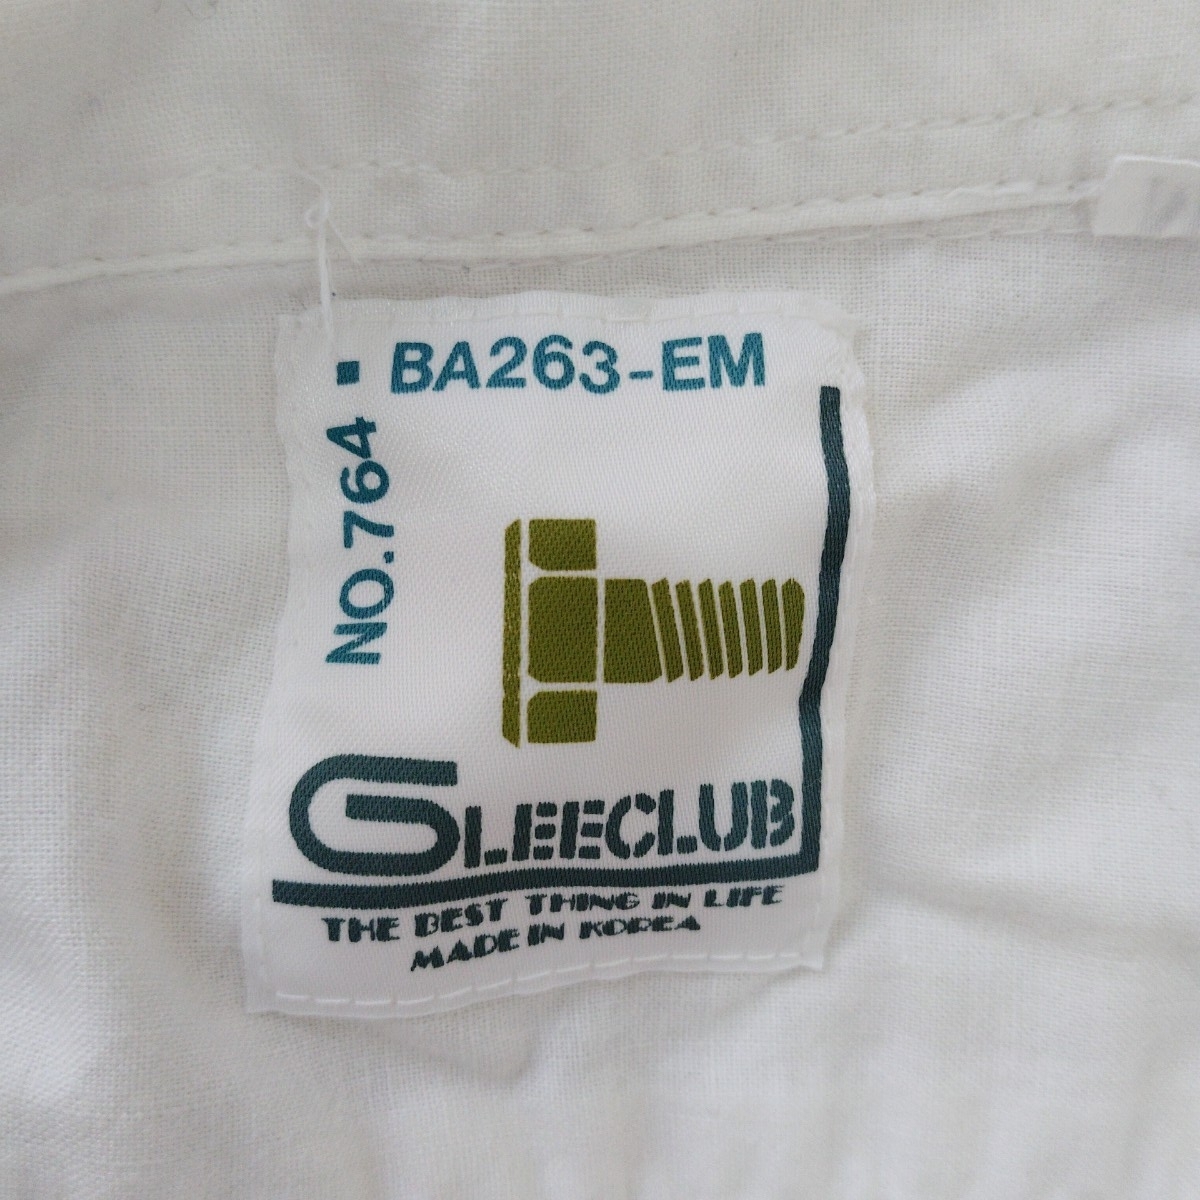 BA263-EM
NO.764
GLEECLUB
THE BEST THING IN LIFE
MADE IN KOREA